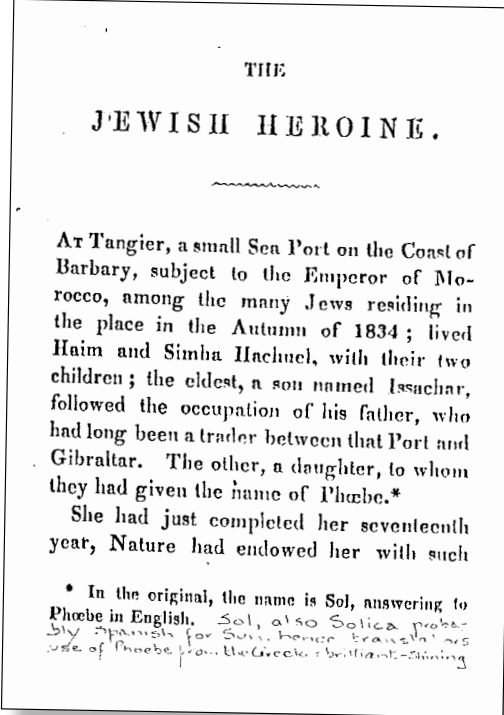 THE
JEWISH HEROINE.
AT Tangier, a small Sea Port on the Coast of
Barbary, subject to the Emperor of Mo-
rocco, among the many Jews residing in
the place in the Autumn of 1834 ; lived
Haim and Simha Hachuel, with their two
children ; the eldest, a son named Issachar,
followed the occupation of his father, who
had long been a trader between that Port and
Gibraltar. The other, a daughter, to whom
they had given the name of Phœbe.*
She had just completed her seventeenth
year, Nature had endowed her with such
* In the original, the name is Sol, answering to
Phœbe in English. Sol, also Solica proba-
bly Spanish for Sun. hence
use of Phoebe from the Greek : brilliant-shining